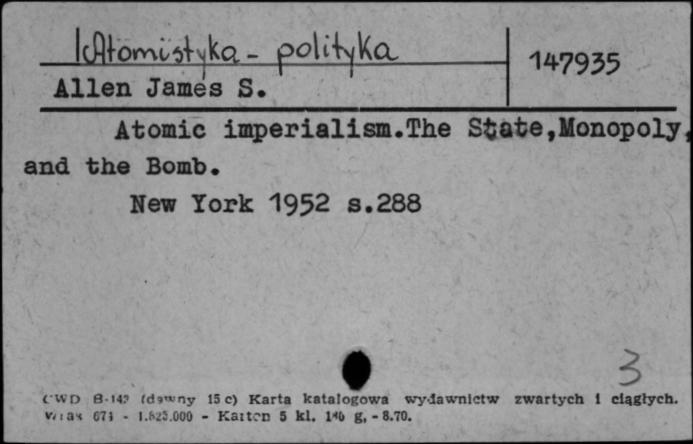 Atomistyka - polityka
147935
Allen James S.
Atomic imperialism.The State,Monopoly,
and the Bomb.
New York 1952 s.288
3
CWD B-142 (dawny 15 c) Karta katalogowa wydawnictw zwartych i ciągłych.
671 - 1.825.000 - Karton 5 kl. g, - 8.70.